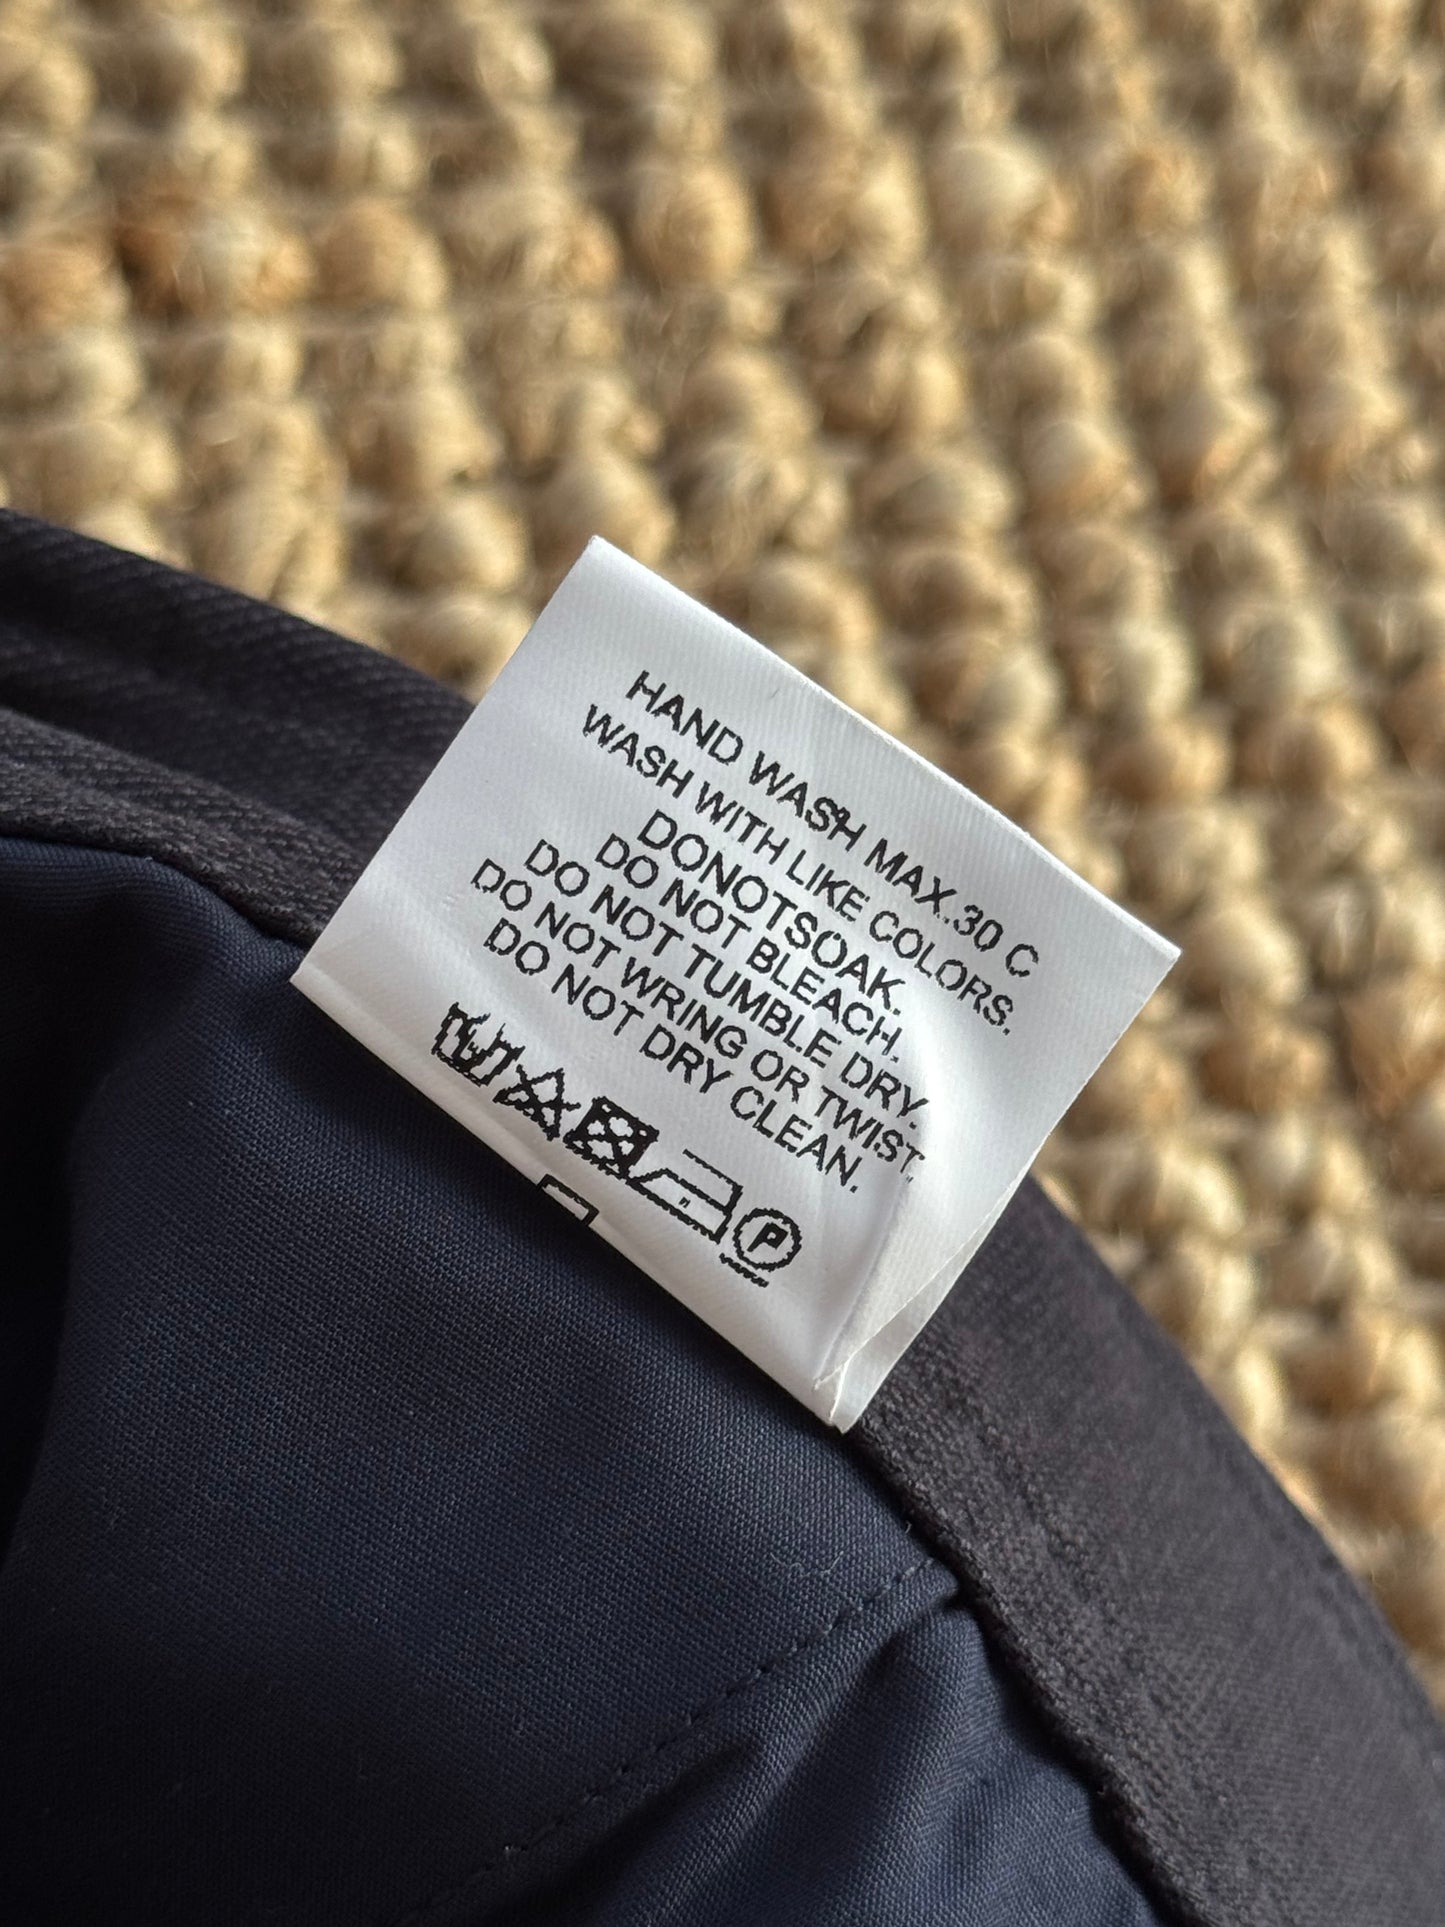 HAND WASH MAX.30 C
WASH WITH LIKE COLORS.
DONOTSOAK.
DO NOT BLEACH.
DO NOT TUMBLE DRY.
DO NOT WRING OR TWIST.
DO NOT DRY CLEAN.
P